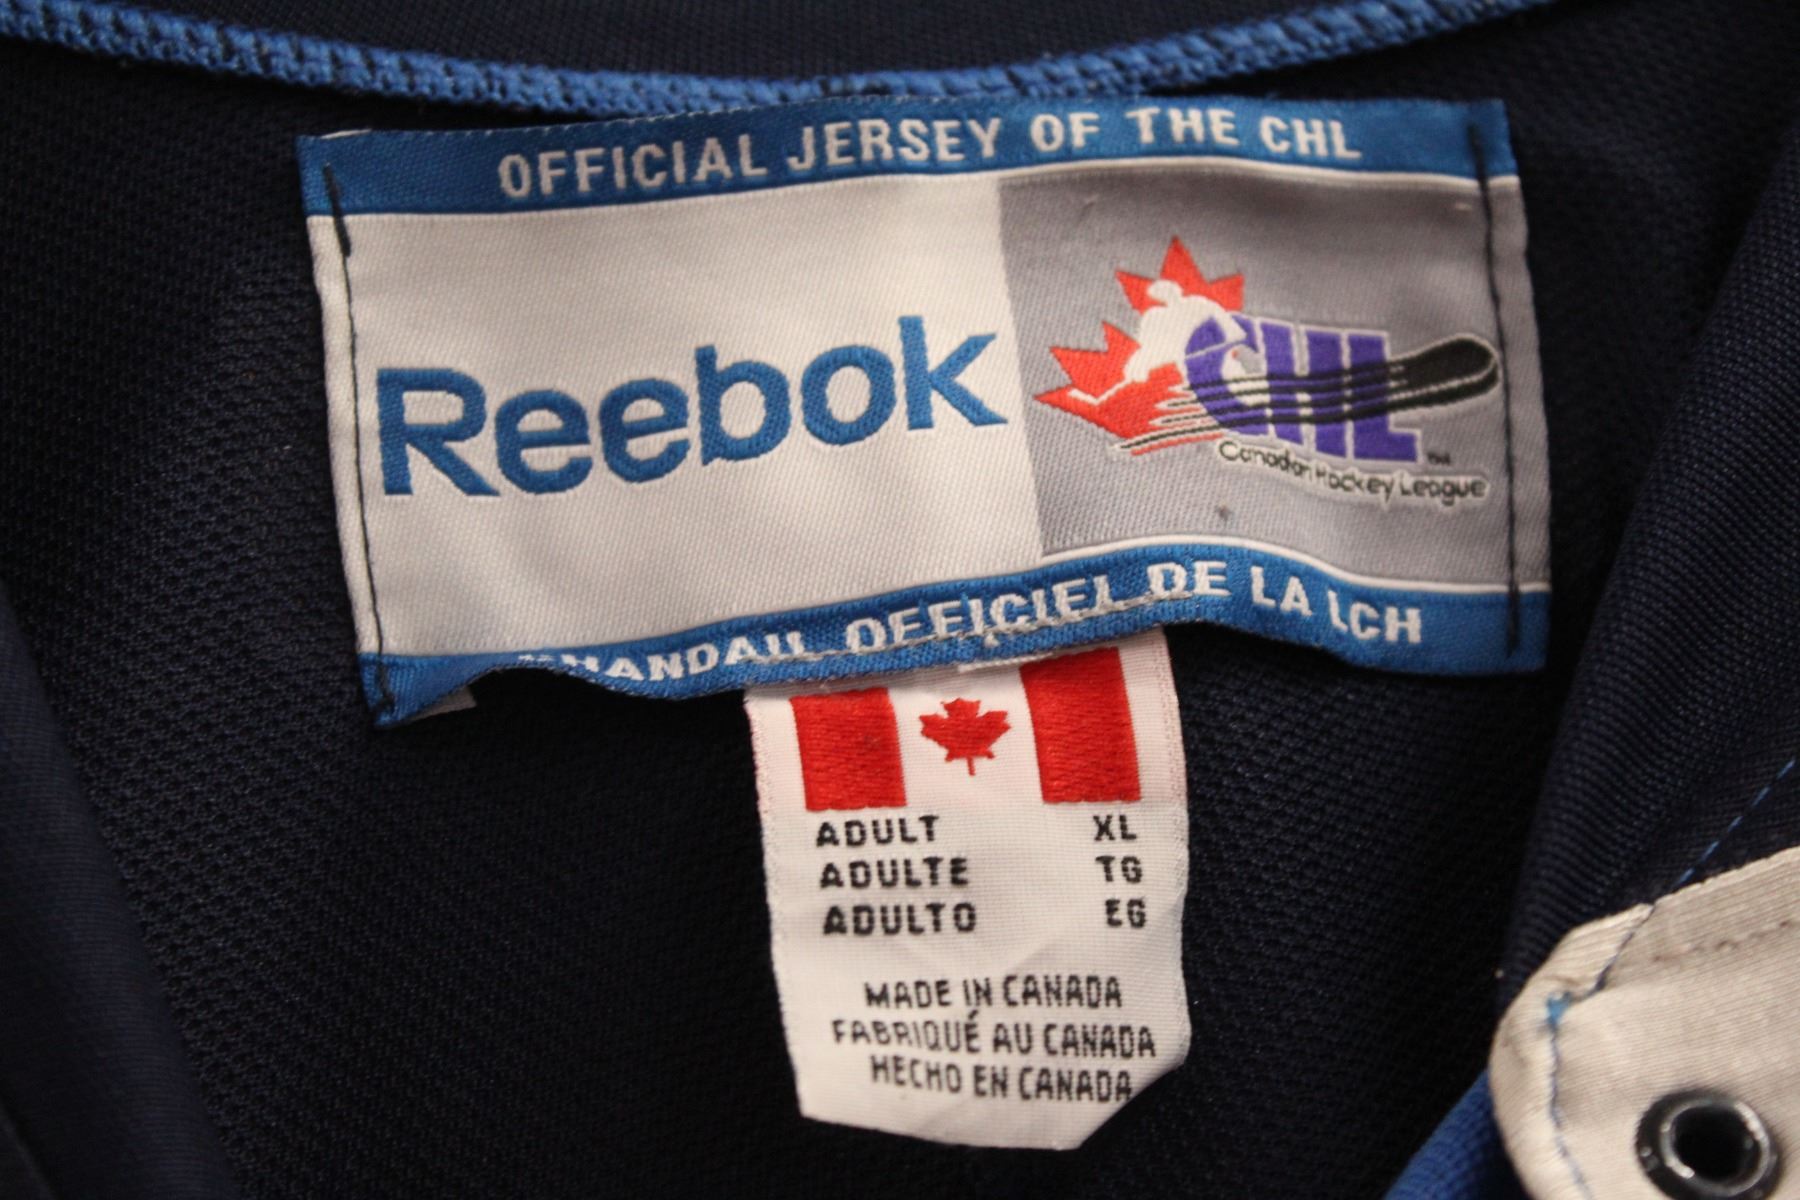 OFFICIAL JERSEY OF THE CHL
Reebok
CHL
TM
Canadian Hockey League
OFFICIEL DE LA LCH
ADULT XL
ADULTE TG
ADULTO EG
MADE IN CANADA
FABRIQUÉ AU CANADA
HECHO EN CANADA